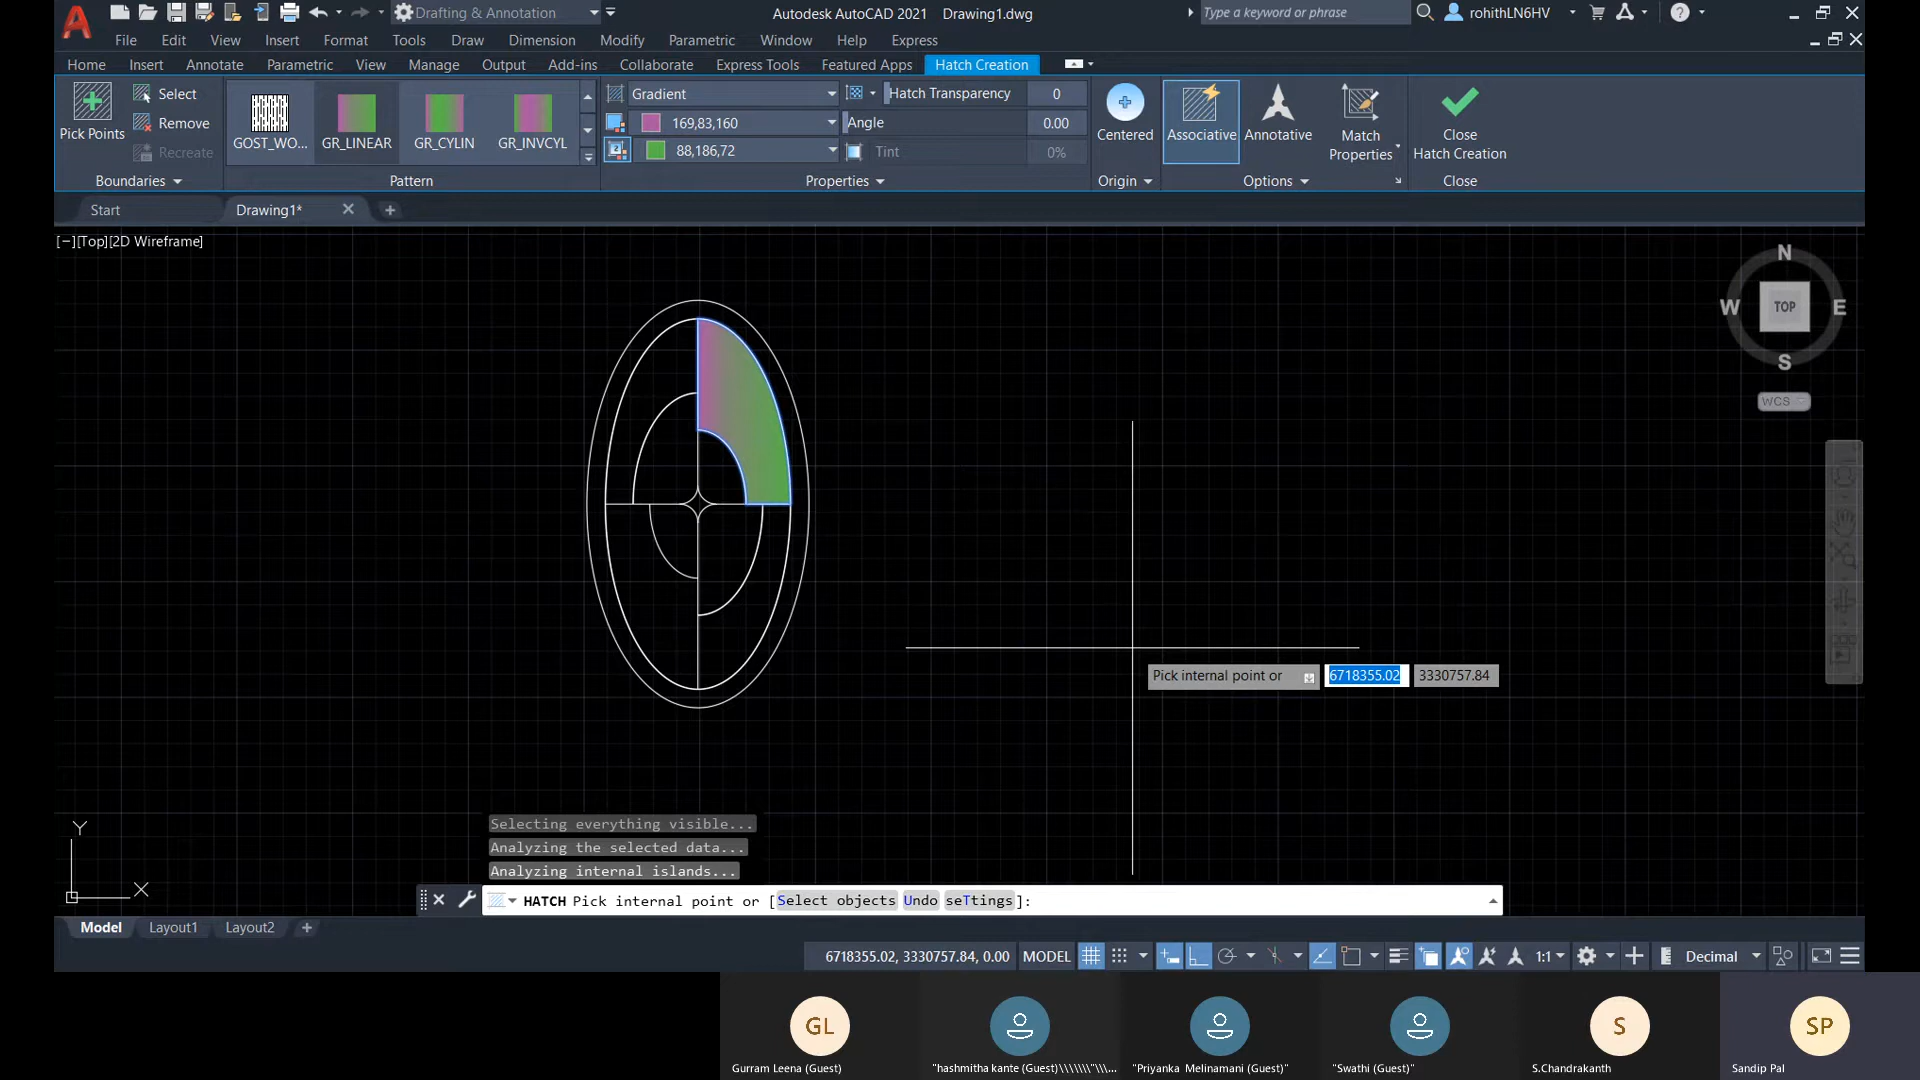 Drafting & Annotation
Autodesk AutoCAD 2021 Drawing1.dwg
Type a keyword or phrase
rohithLN6HV
File Edit View Insert Format Tools Draw Dimension Modify Parametric Window Help Express
Home Insert Annotate Parametric View Manage Output Add-ins Collaborate Express Tools Featured Apps Hatch Creation
Pick Points
Select
Remove
Recreate
Boundaries
GOST_WO... GR_LINEAR GR_CYLIN GR_INVCYL
Pattern
Gradient
169,83,160
88,186,72
Hatch Transparency 0
Angle 0.00
Tint 0%
Properties
Centered
Origin
Associative
Annotative
Match
Properties
Options
Close
Hatch Creation
Close
Start Drawing1*
[−][Top][2D Wireframe]
N
W TOP E
S
WCS
Pick internal point or 6718355.02 3330757.84
Y
X
Selecting everything visible...
Analyzing the selected data...
Analyzing internal islands...
HATCH Pick internal point or [Select objects Undo seTtings]:
Model Layout1 Layout2
6718355.02, 3330757.84, 0.00 MODEL 1:1 Decimal
GL S SP
Gurram Leena (Guest) "hashmitha kante (Guest)\\\\\\\"\\... "Priyanka Melinamani (Guest)" "Swathi (Guest)" S.Chandrakanth Sandip Pal